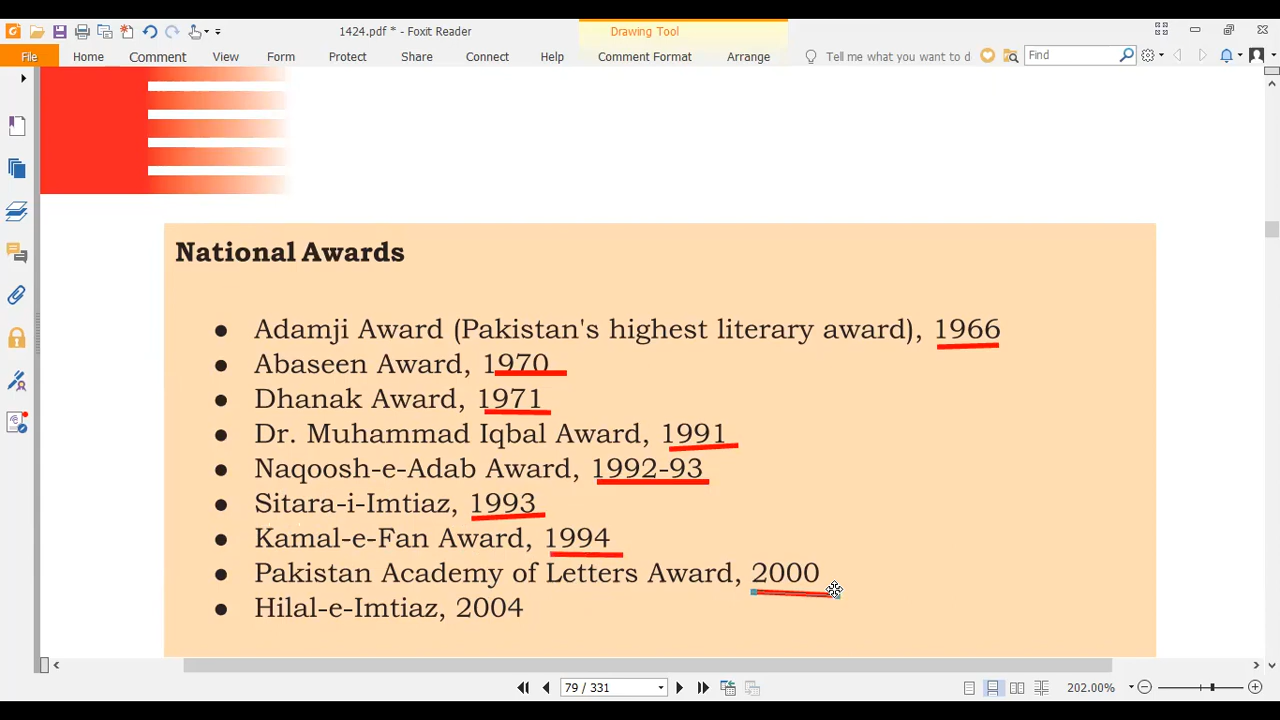 1424.pdf * - Foxit Reader
Drawing Tool
File Home Comment View Form Protect Share Connect Help Tell me what you want to d Comment Format Arrange Find
National Awards
● Adamji Award (Pakistan's highest literary award), 1966
● Abaseen Award, 1970
● Dhanak Award, 1971
● Dr. Muhammad Iqbal Award, 1991
● Naqoosh-e-Adab Award, 1992-93
● Sitara-i-Imtiaz, 1993
● Kamal-e-Fan Award, 1994
● Pakistan Academy of Letters Award, 2000
● Hilal-e-Imtiaz, 2004
79 / 331
202.00%